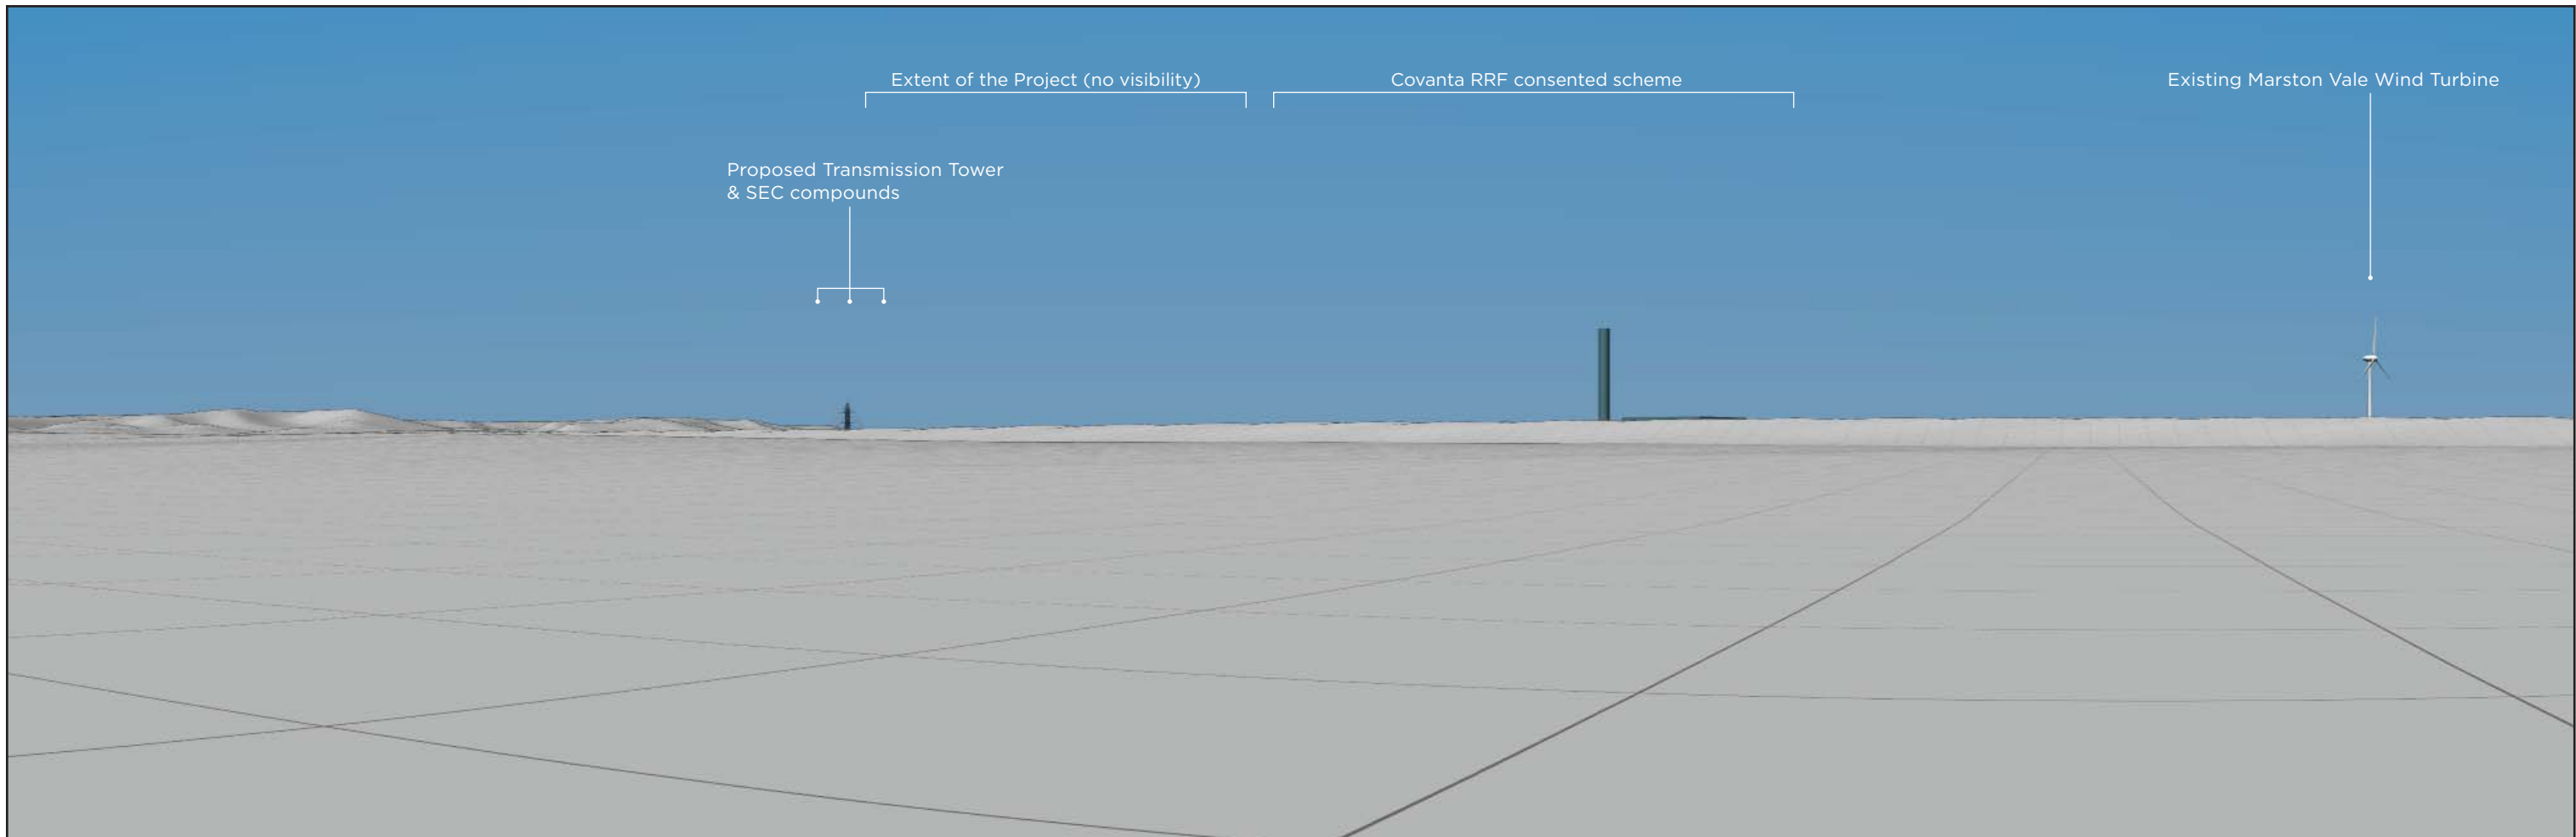 Extent of the Project (no visibility)
Covanta RRF consented scheme
Existing Marston Vale Wind Turbine
Proposed Transmission Tower
& SEC compounds